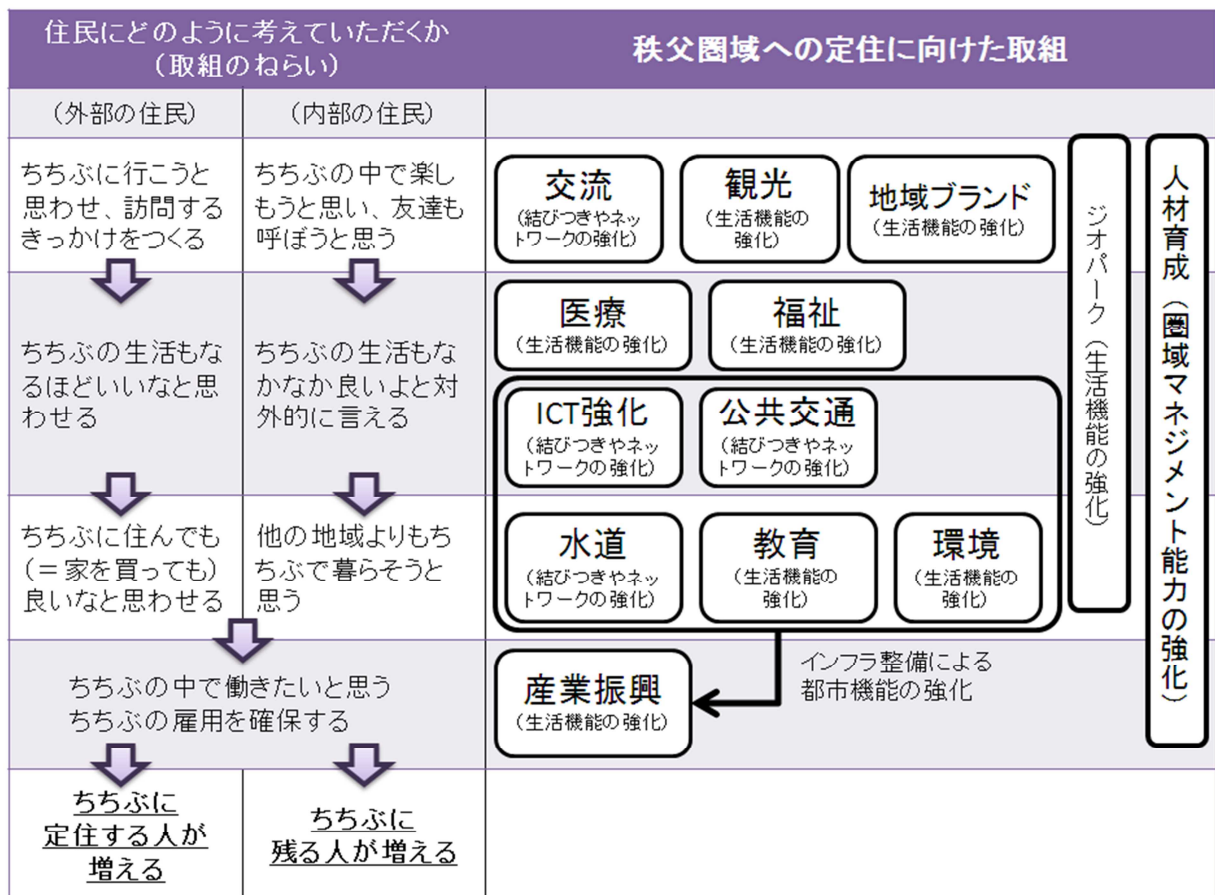 住民にどのように考えていただくか
（取組のねらい）
秩父圏域への定住に向けた取組
（外部の住民）
（内部の住民）
ちちぶに行こうと
思わせ、訪問する
きっかけをつくる
ちちぶの中で楽し
もうと思い、友達も
呼ぼうと思う
交流
（結びつきやネッ
トワークの強化）
観光
（生活機能の
強化）
地域ブランド
（生活機能の強化）
ジオパーク（生活機能の強化）
人材育成（圏域マネジメント能力の強化）
ちちぶの生活もな
るほどいいなと思
わせる
ちちぶの生活もな
かなか良いよと対
外的に言える
医療
（生活機能の強化）
福祉
（生活機能の強化）
ICT強化
（結びつきやネッ
トワークの強化）
公共交通
（結びつきやネッ
トワークの強化）
ちちぶに住んでも
（＝家を買っても）
良いなと思わせる
他の地域よりもち
ちぶで暮らそうと
思う
水道
（結びつきやネッ
トワークの強化）
教育
（生活機能の
強化）
環境
（生活機能の
強化）
ちちぶの中で働きたいと思う
ちちぶの雇用を確保する
産業振興
（生活機能の強化）
インフラ整備による
都市機能の強化
ちちぶに
定住する人が
増える
ちちぶに
残る人が増える